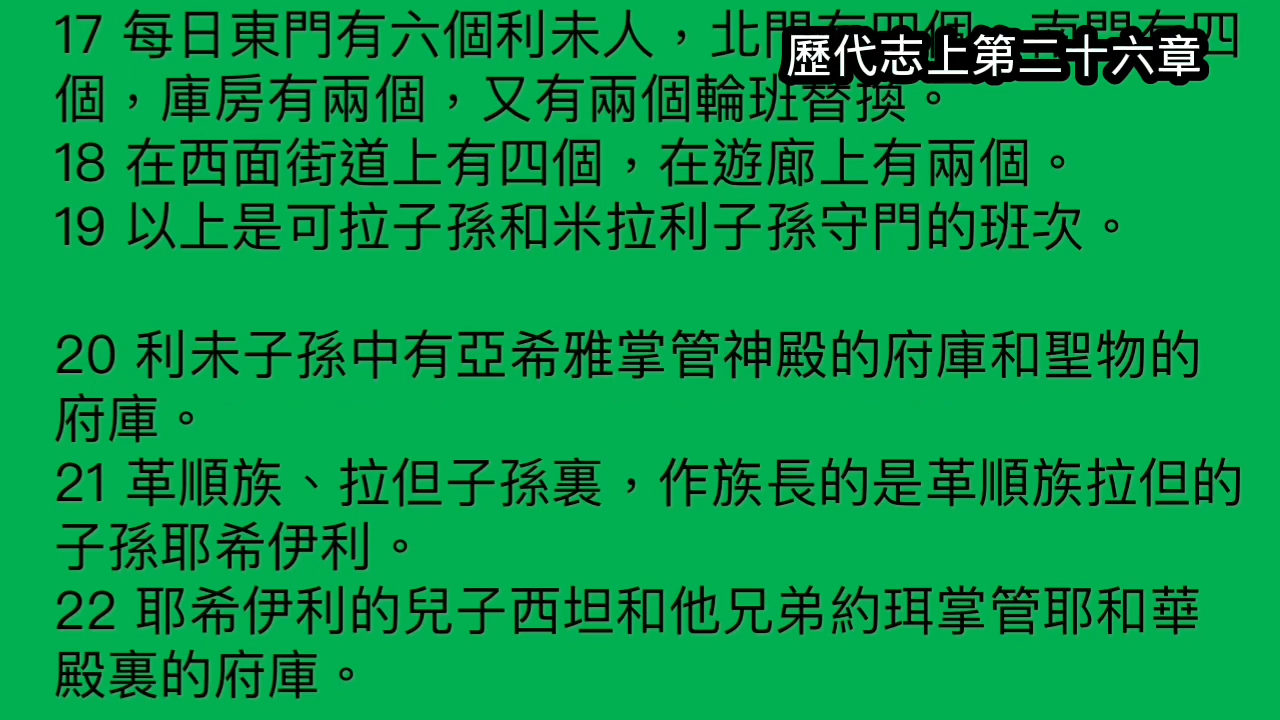 歷代志上第二十六章
17 每日東門有六個利未人，北門有四個，南門有四
個，庫房有兩個，又有兩個輪班替換。
18 在西面街道上有四個，在遊廊上有兩個。
19 以上是可拉子孫和米拉利子孫守門的班次。
20 利未子孫中有亞希雅掌管神殿的府庫和聖物的
府庫。
21 革順族、拉但子孫裏，作族長的是革順族拉但的
子孫耶希伊利。
22 耶希伊利的兒子西坦和他兄弟約珥掌管耶和華
殿裏的府庫。